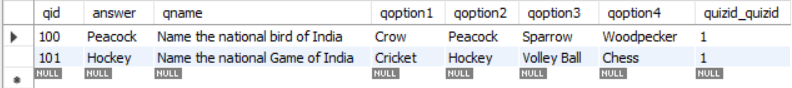 qid answer qname qoption1 qoption2 qoption3 qoption4 quizid_quizid
100 Peacock Name the national bird of India Crow Peacock Sparrow Woodpecker 1
101 Hockey Name the national Game of India Cricket Hockey Volley Ball Chess 1
NULL NULL NULL NULL NULL NULL NULL NULL